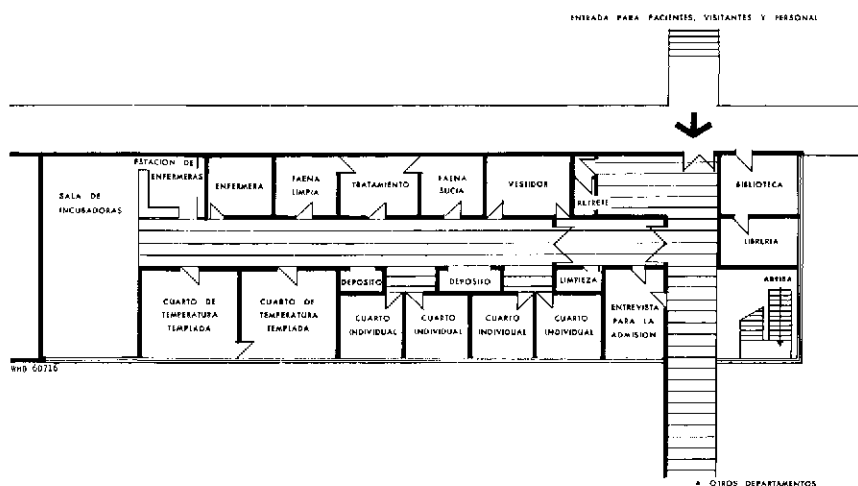 ENTRADA PARA PACIENTES, VISITANTES Y PERSONAL
ESTACION DE
ENFERMERAS
ENFERMERA
FAENA
LIMPIA
TRATAMIENTO
FAENA
SUCIA
VESTIDOR
RETRETE
BIBLIOTECA
SALA DE
INCUBADORAS
LIBRERIA
DEPOSITO
DEPOSITO
LIMPIEZA
ARRIBA
CUARTO DE
TEMPERATURA
TEMPLADA
CUARTO DE
TEMPERATURA
TEMPLADA
CUARTO
INDIVIDUAL
CUARTO
INDIVIDUAL
CUARTO
INDIVIDUAL
CUARTO
INDIVIDUAL
ENTREVISTA
PARA LA
ADMISION
WHO 60716
A OTROS DEPARTAMENTOS